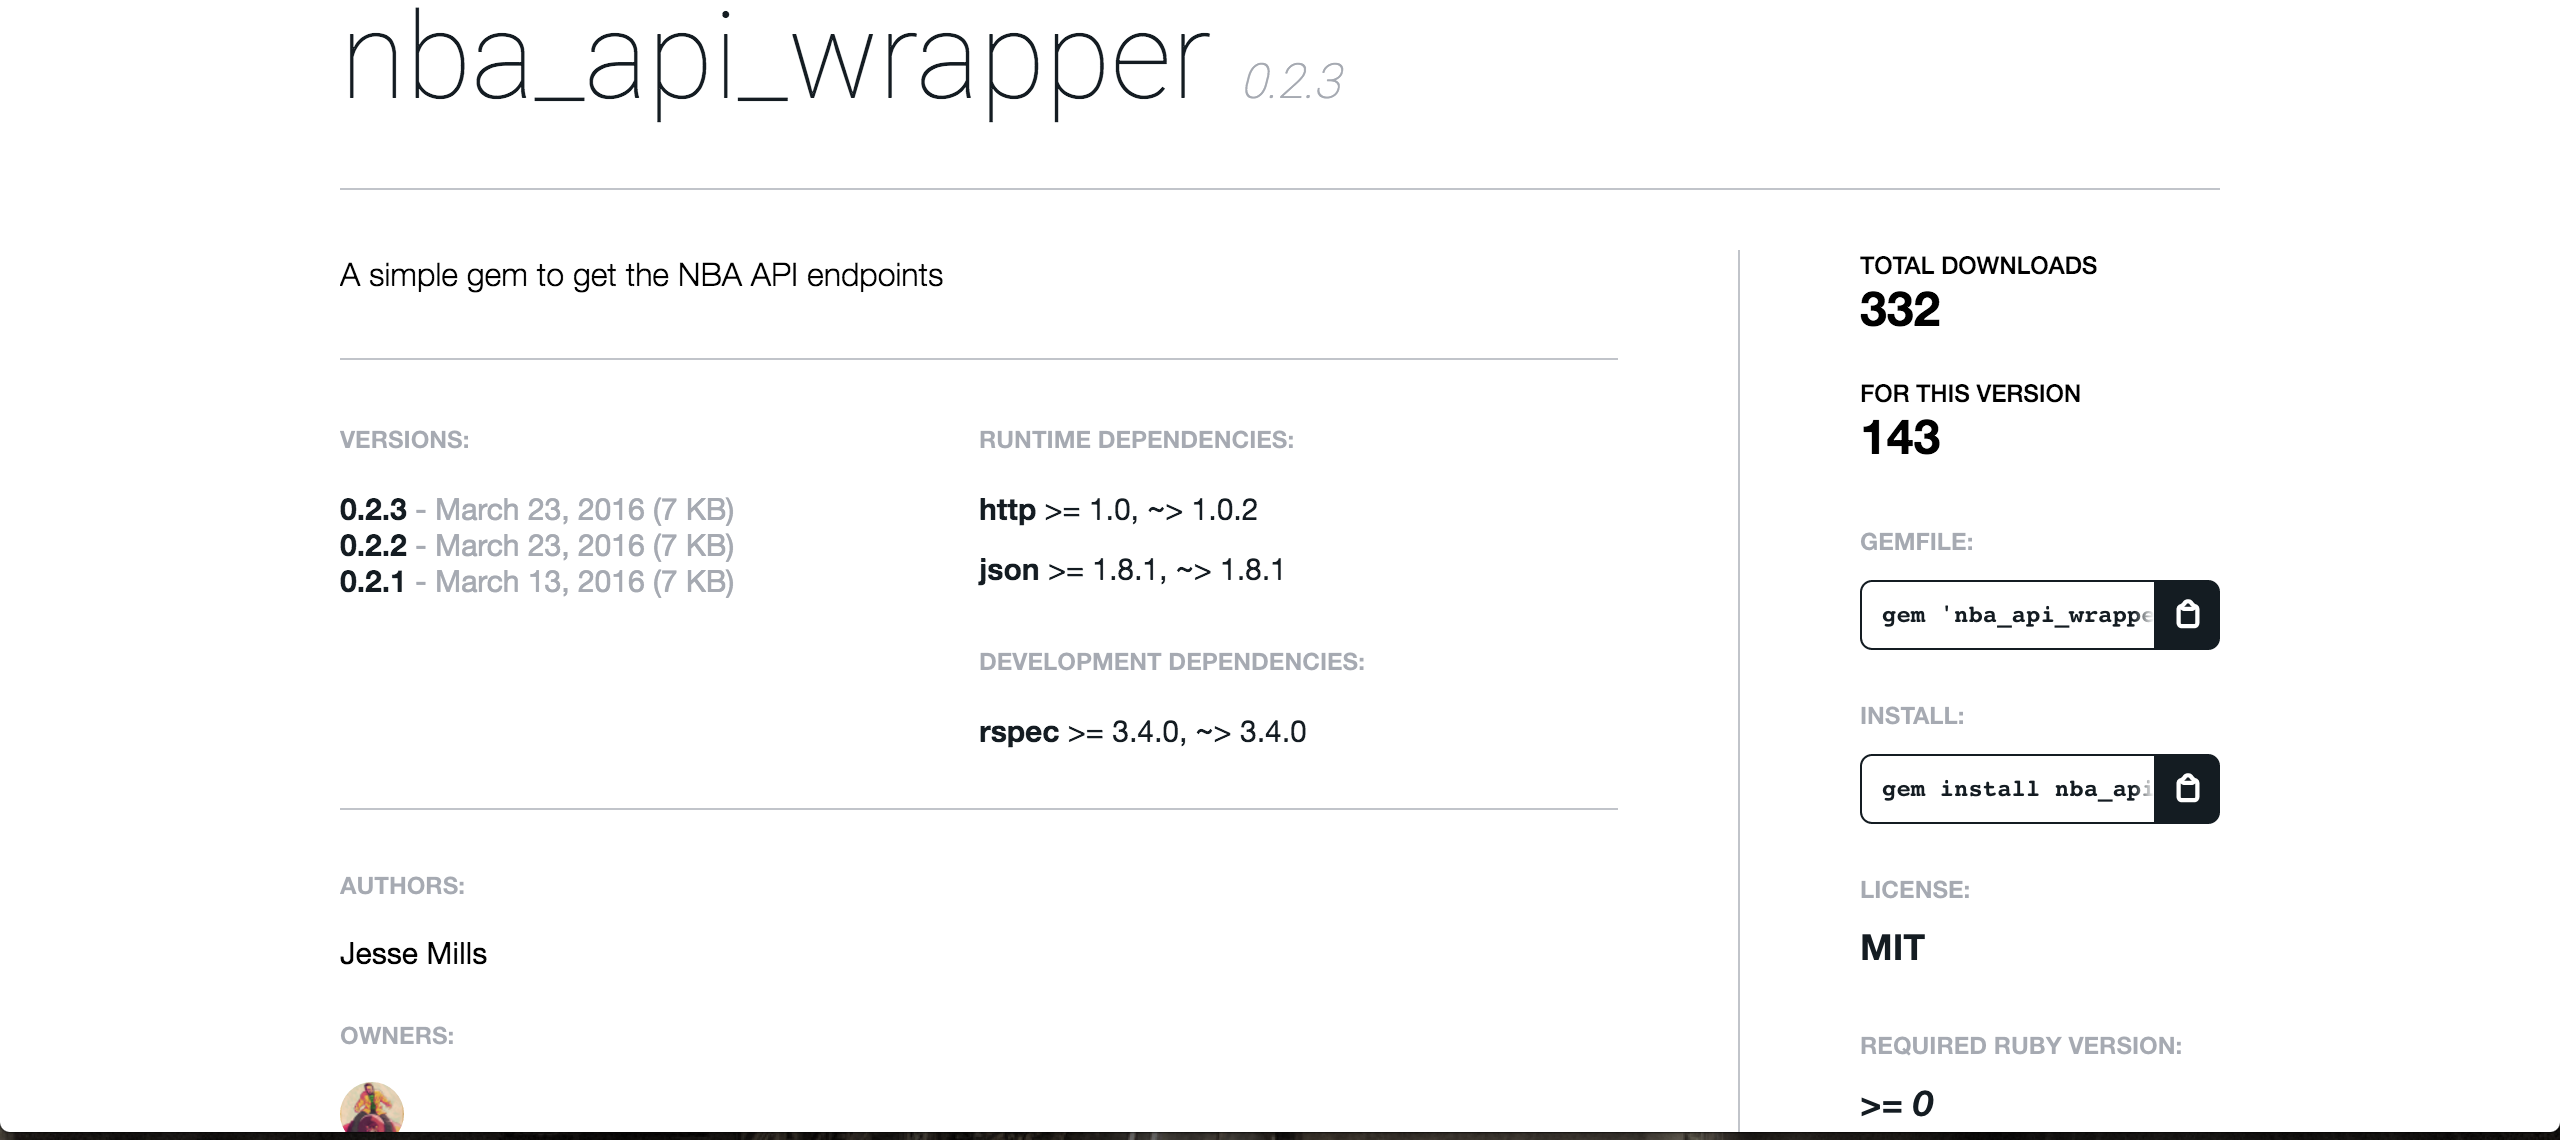 nba_api_wrapper 0.2.3
A simple gem to get the NBA API endpoints
VERSIONS:
0.2.3 - March 23, 2016 (7 KB)
0.2.2 - March 23, 2016 (7 KB)
0.2.1 - March 13, 2016 (7 KB)
RUNTIME DEPENDENCIES:
http >= 1.0, ~> 1.0.2
json >= 1.8.1, ~> 1.8.1
DEVELOPMENT DEPENDENCIES:
rspec >= 3.4.0, ~> 3.4.0
AUTHORS:
Jesse Mills
OWNERS:
TOTAL DOWNLOADS
332
FOR THIS VERSION
143
GEMFILE:
gem 'nba_api_wrappe
INSTALL:
gem install nba_api
LICENSE:
MIT
REQUIRED RUBY VERSION:
>= 0